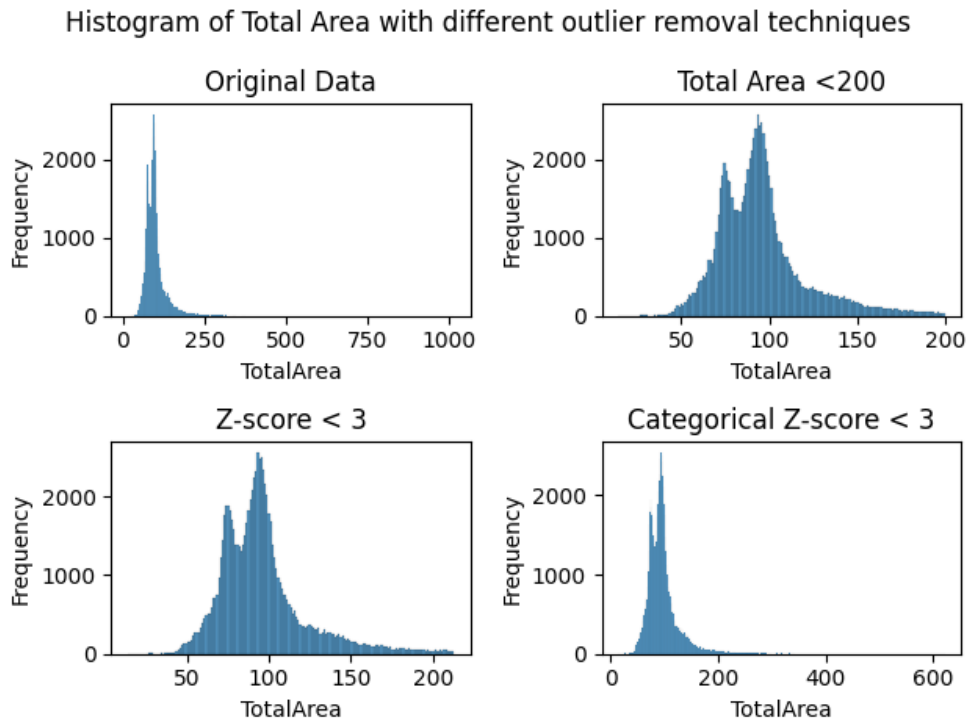 Histogram of Total Area with different outlier removal techniques
Original Data
Frequency
2000
1000
0
0 250 500 750 1000
TotalArea
Total Area <200
Frequency
2000
1000
0
50 100 150 200
TotalArea
Z-score < 3
Frequency
2000
1000
0
50 100 150 200
TotalArea
Categorical Z-score < 3
Frequency
2000
1000
0
0 200 400 600
TotalArea